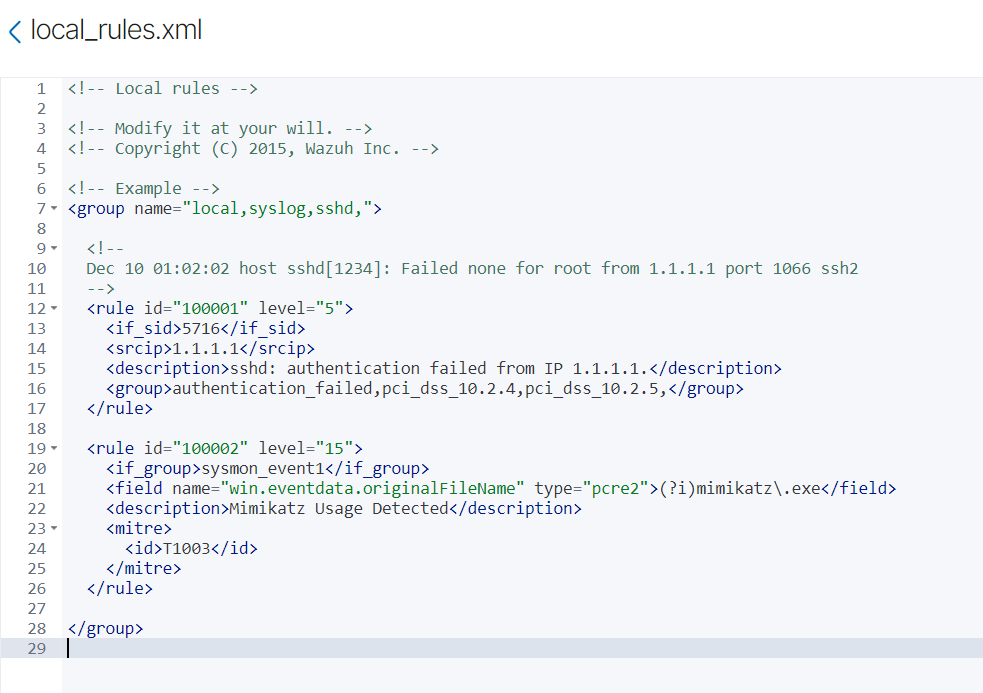 local_rules.xml
1 <!-- Local rules -->
2
3 <!-- Modify it at your will. -->
4 <!-- Copyright (C) 2015, Wazuh Inc. -->
5
6 <!-- Example -->
7 <group name="local,syslog,sshd,">
8
9 <!--
10 Dec 10 01:02:02 host sshd[1234]: Failed none for root from 1.1.1.1 port 1066 ssh2
11 -->
12 <rule id="100001" level="5">
13 <if_sid>5716</if_sid>
14 <srcip>1.1.1.1</srcip>
15 <description>sshd: authentication failed from IP 1.1.1.1.</description>
16 <group>authentication_failed,pci_dss_10.2.4,pci_dss_10.2.5,</group>
17 </rule>
18
19 <rule id="100002" level="15">
20 <if_group>sysmon_event1</if_group>
21 <field name="win.eventdata.originalFileName" type="pcre2">(?i)mimikatz\.exe</field>
22 <description>Mimikatz Usage Detected</description>
23 <mitre>
24 <id>T1003</id>
25 </mitre>
26 </rule>
27
28 </group>
29